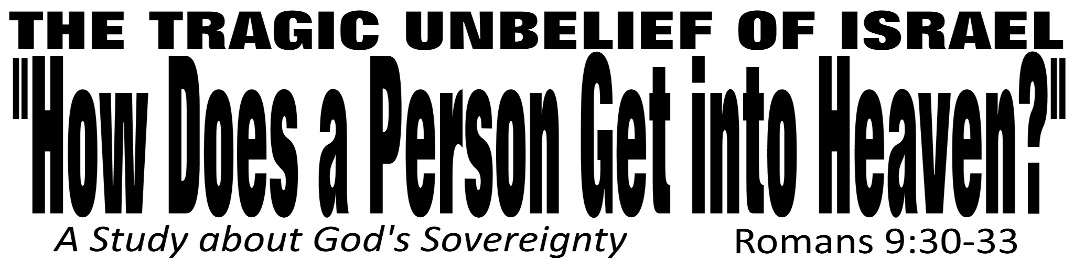 THE TRAGIC UNBELIEF OF ISRAEL
"How Does a Person Get into Heaven?"
A Study about God's Sovereignty Romans 9:30-33